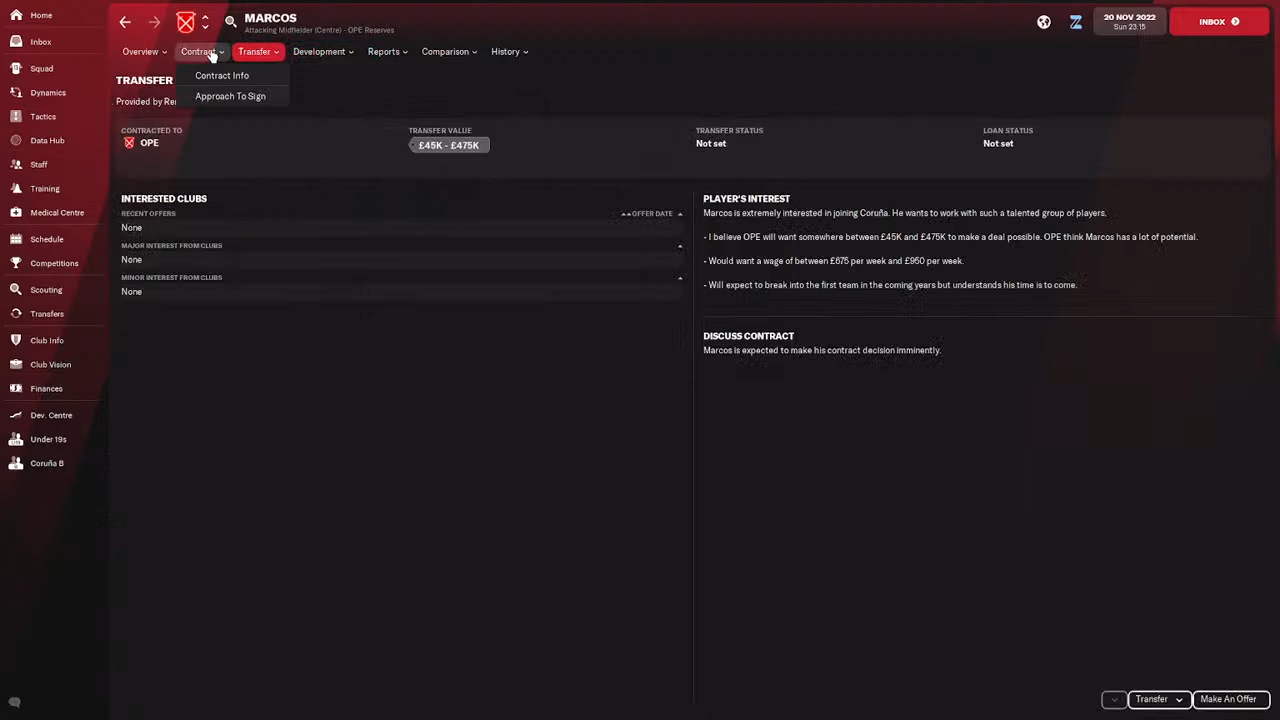 Home
Inbox
Squad
Dynamics
Tactics
Data Hub
Staff
Training
Medical Centre
Schedule
Competitions
Scouting
Transfers
Club Info
Club Vision
Finances
Dev. Centre
Under 19s
Coruña B
MARCOS
Attacking Midfielder (Centre) - OPE Reserves
20 NOV 2022
Sun 23:15
INBOX
Overview Contract Transfer Development Reports Comparison History
Contract Info
Approach To Sign
TRANSFER
Provided by
CONTRACTED TO
OPE
TRANSFER VALUE
£45K - £475K
TRANSFER STATUS
Not set
LOAN STATUS
Not set
INTERESTED CLUBS
RECENT OFFERS OFFER DATE
None
MAJOR INTEREST FROM CLUBS
None
MINOR INTEREST FROM CLUBS
None
PLAYER'S INTEREST
Marcos is extremely interested in joining Coruña. He wants to work with such a talented group of players.
- I believe OPE will want somewhere between £45K and £475K to make a deal possible. OPE think Marcos has a lot of potential.
- Would want a wage of between £675 per week and £950 per week.
- Will expect to break into the first team in the coming years but understands his time is to come.
DISCUSS CONTRACT
Marcos is expected to make his contract decision imminently.
Transfer Make An Offer